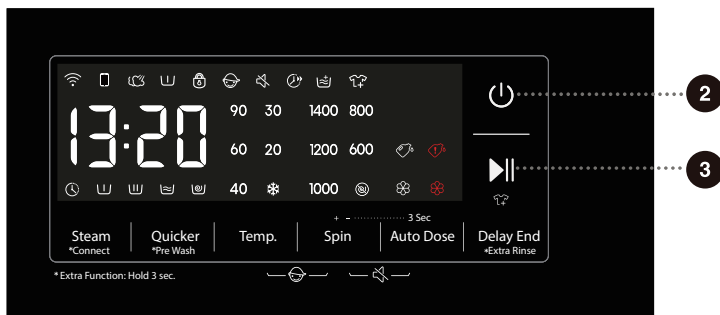 13:20
90 30 1400 800
60 20 1200 600
40 1000
+ - 3 Sec
Steam Quicker Temp. Spin Auto Dose Delay End
*Connect *Pre Wash *Extra Rinse
* Extra Function: Hold 3 sec.
2
3